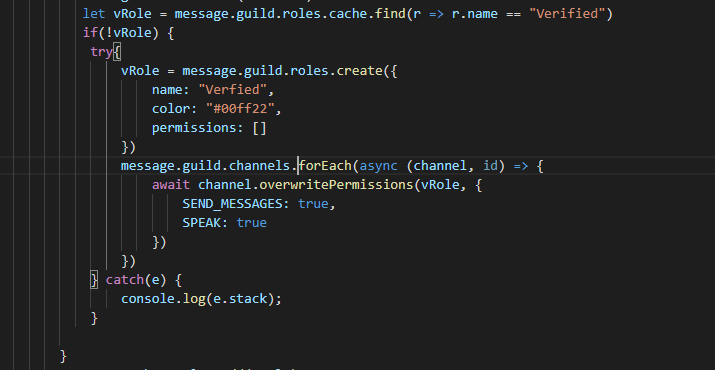 let vRole = message.guild.roles.cache.find(r => r.name == "Verified")
if(!vRole) {
try{
vRole = message.guild.roles.create({
name: "Verfied",
color: "#00ff22",
permissions: []
})
message.guild.channels.forEach(async (channel, id) => {
await channel.overwritePermissions(vRole, {
SEND_MESSAGES: true,
SPEAK: true
})
})
} catch(e) {
console.log(e.stack);
}
}